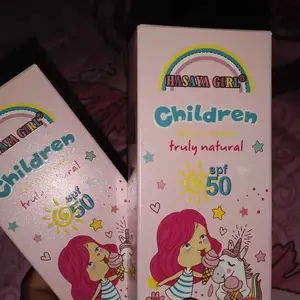 HASAYA GIRL
Children
truly natural
spf
50
HASAYA GIRL
Children
truly natural
spf
50